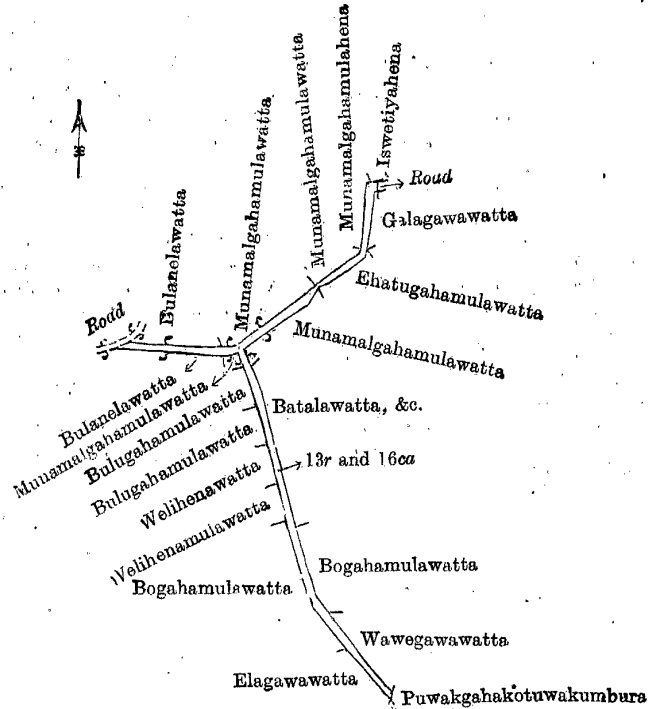 Munamalgahamulawatta
Munamalgahamulahena
Iswetiyahena
Road
Galagawawatta
Munamalgahamulawatta
Bulanelawatta
Ehatugahamulawatta
Road
Munamalgahamulawatta
Bulanelawatta
Munamalgahamulawatta
Bulugahamulawatta
Batalawatta, &c.
Bulugahamulawatta
13r and 16ca
Welihenawatta
Welihenamulawatta
Bogahamulawatta
Bogahamulawatta
Wawegawawatta
Elagawawatta
Puwakgahakotuwakumbura